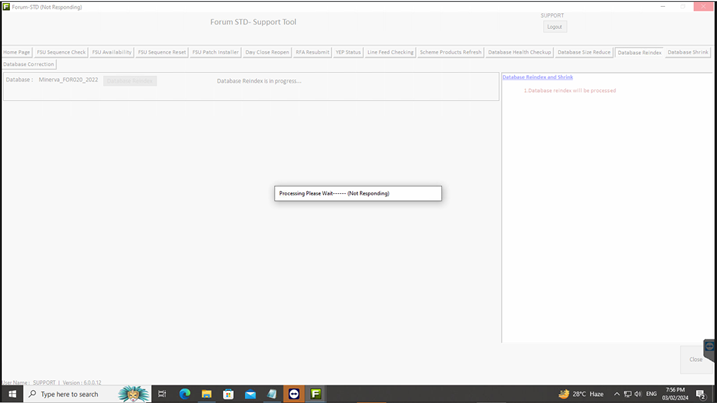 Forum-STD (Not Responding)
SUPPORT
Forum STD- Support Tool
Logout
Home Page FSU Sequence Check FSU Availability FSU Sequence Reset FSU Patch Installer Day Close Reopen RFA Resubmit YEP Status Line Feed Checking Scheme Products Refresh Database Health Checkup Database Size Reduce Database Reindex Database Shrink
Database Correction
Database : Minerva_FOR020_2022 Database Reindex is in progress...
Database Reindex and Shrink
1.Database reindex will be processed
Processing Please Wait------ (Not Responding)
Close
User Name : SUPPORT | Version : 6.0.0.12
Type here to search
28°C Haze
ENG
7:56 PM
03/02/2024